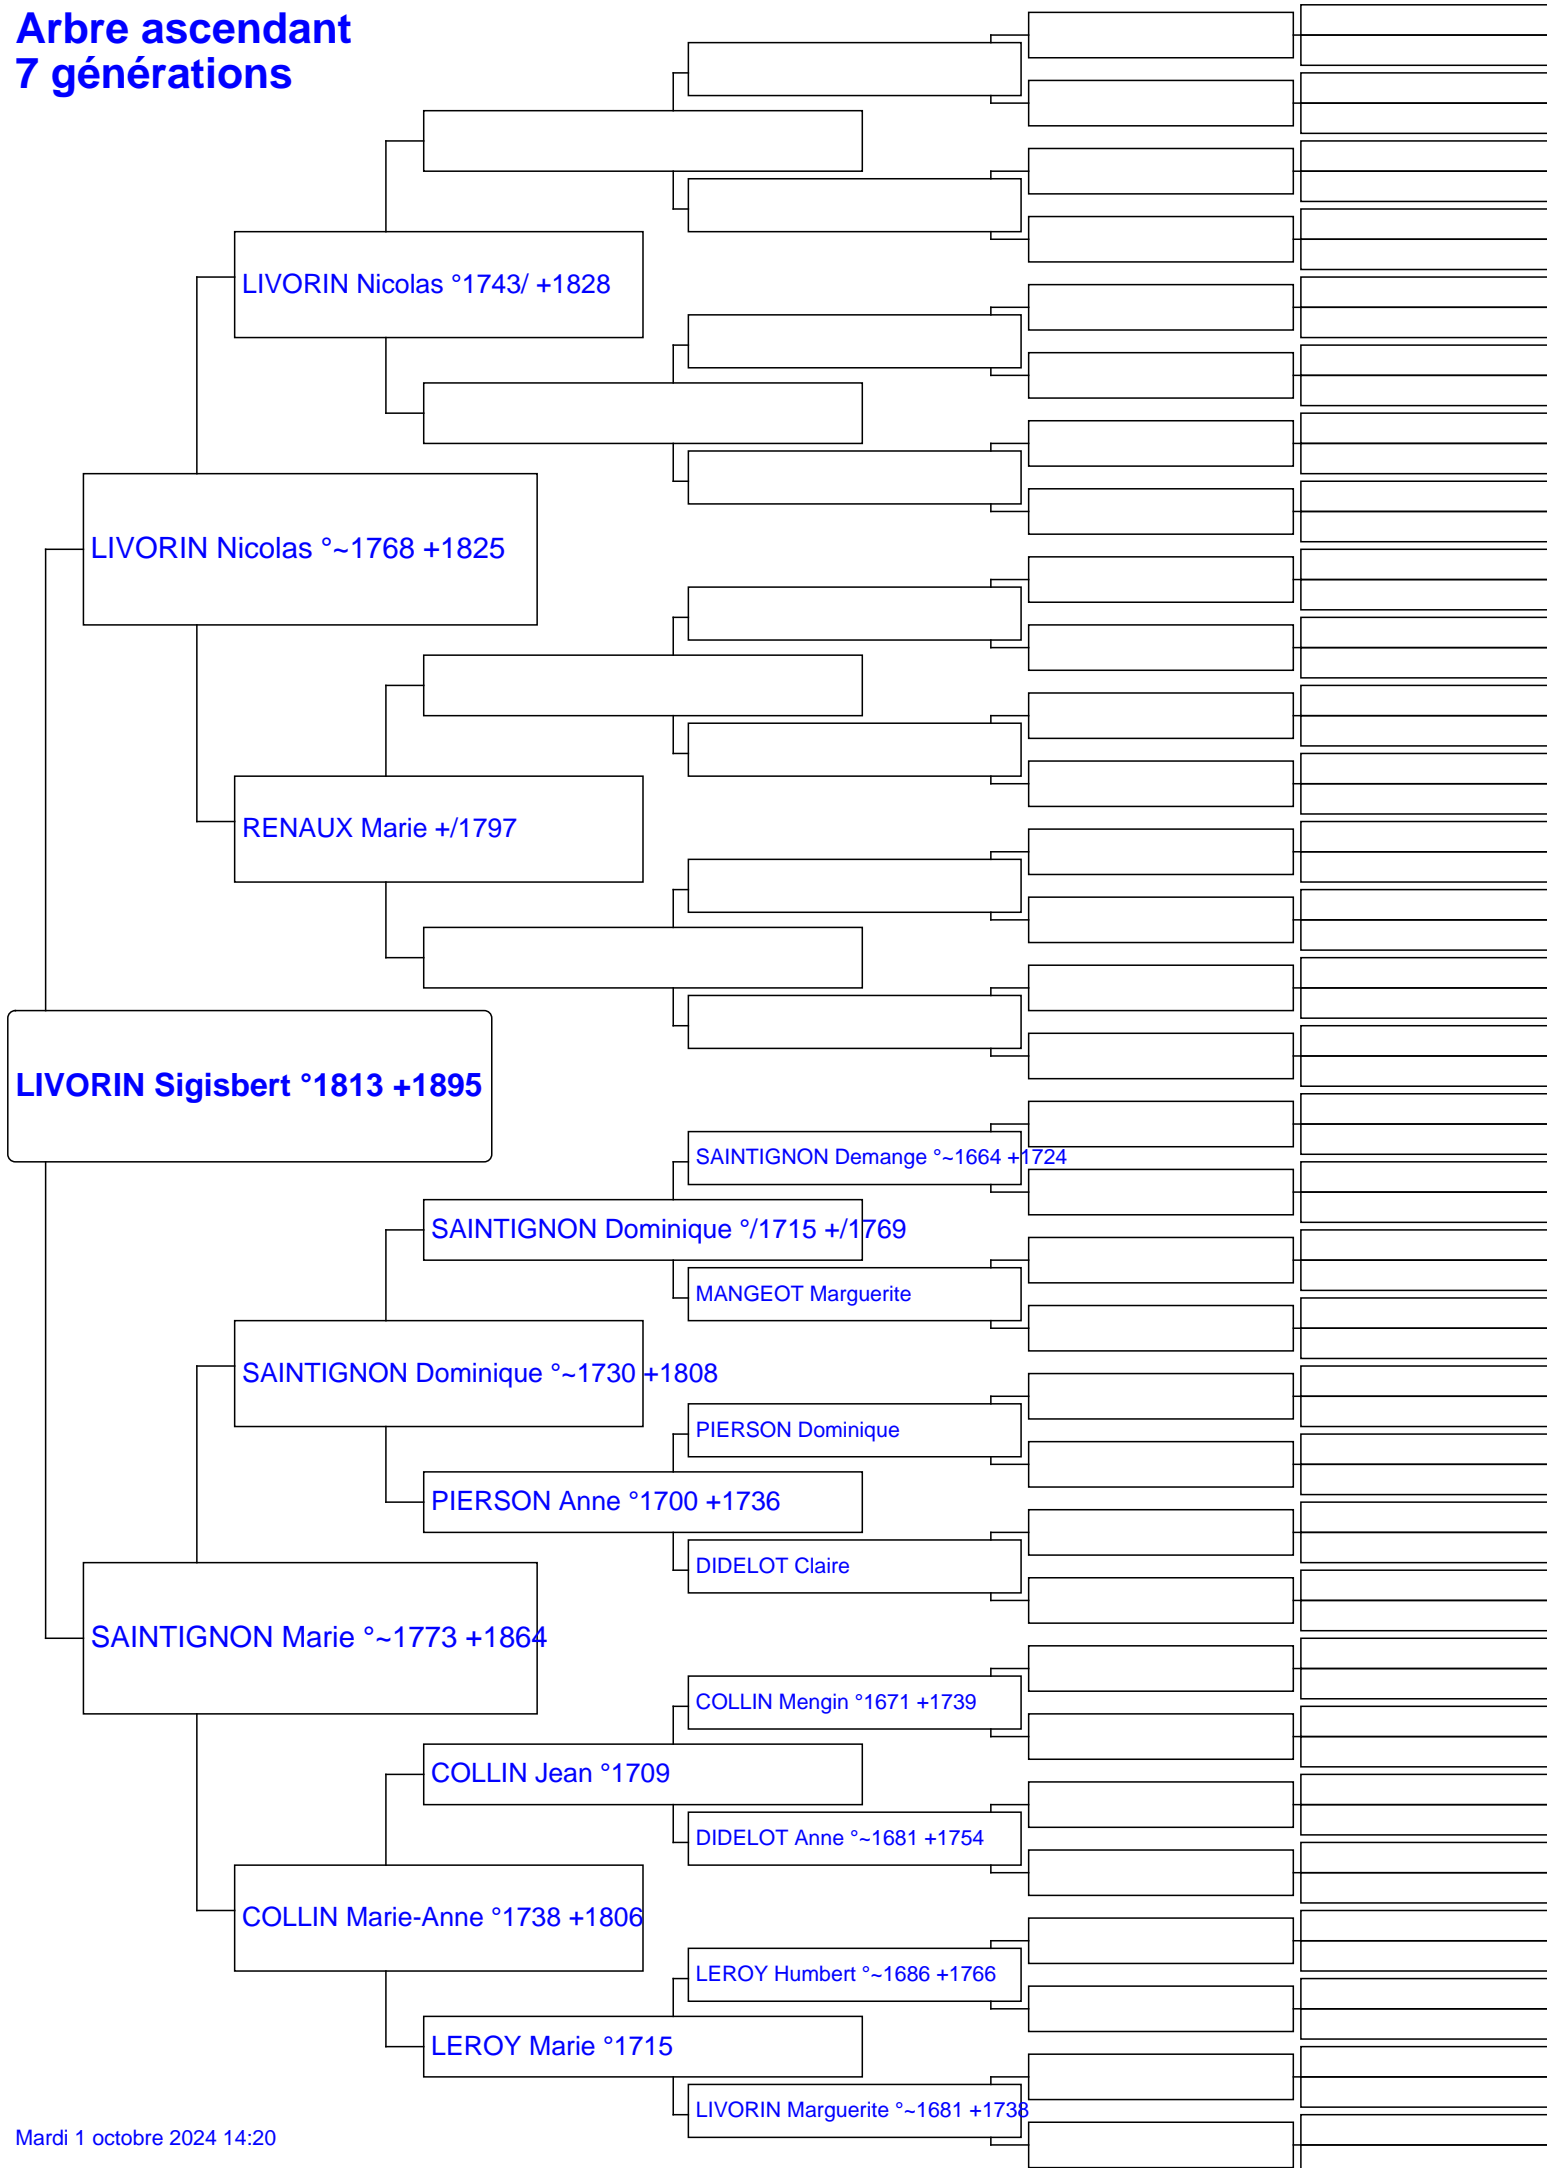 Arbre ascendant
7 générations
LIVORIN Nicolas °1743/ +1828
LIVORIN Nicolas °~1768 +1825
RENAUX Marie +/1797
LIVORIN Sigisbert °1813 +1895
SAINTIGNON Demange °~1664 +1724
SAINTIGNON Dominique °/1715 +/1769
MANGEOT Marguerite
SAINTIGNON Dominique °~1730 +1808
PIERSON Dominique
PIERSON Anne °1700 +1736
DIDELOT Claire
SAINTIGNON Marie °~1773 +1864
COLLIN Mengin °1671 +1739
COLLIN Jean °1709
DIDELOT Anne °~1681 +1754
COLLIN Marie-Anne °1738 +1806
LEROY Humbert °~1686 +1766
LEROY Marie °1715
LIVORIN Marguerite °~1681 +1738
Mardi 1 octobre 2024 14:20